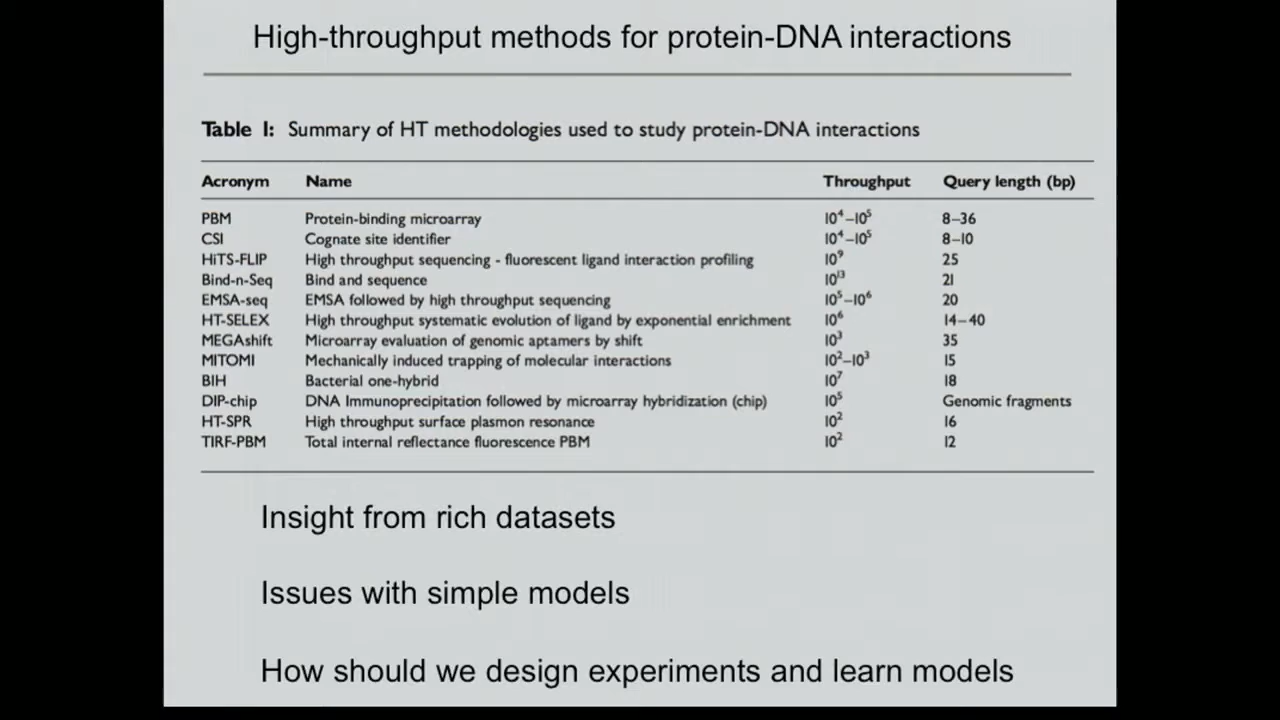 High-throughput methods for protein-DNA interactions
Table I: Summary of HT methodologies used to study protein-DNA interactions
Acronym Name Throughput Query length (bp)
PBM Protein-binding microarray 10⁴–10⁵ 8–36
CSI Cognate site identifier 10⁴–10⁵ 8–10
HiTS-FLIP High throughput sequencing - fluorescent ligand interaction profiling 10⁹ 25
Bind-n-Seq Bind and sequence 10¹³ 21
EMSA-seq EMSA followed by high throughput sequencing 10⁵–10⁶ 20
HT-SELEX High throughput systematic evolution of ligand by exponential enrichment 10⁶ 14–40
MEGAshift Microarray evaluation of genomic aptamers by shift 10³ 35
MITOMI Mechanically induced trapping of molecular interactions 10²–10³ 15
B1H Bacterial one-hybrid 10⁷ 18
DIP-chip DNA Immunoprecipitation followed by microarray hybridization (chip) 10⁵ Genomic fragments
HT-SPR High throughput surface plasmon resonance 10² 16
TIRF-PBM Total internal reflectance fluorescence PBM 10² 12
Insight from rich datasets
Issues with simple models
How should we design experiments and learn models